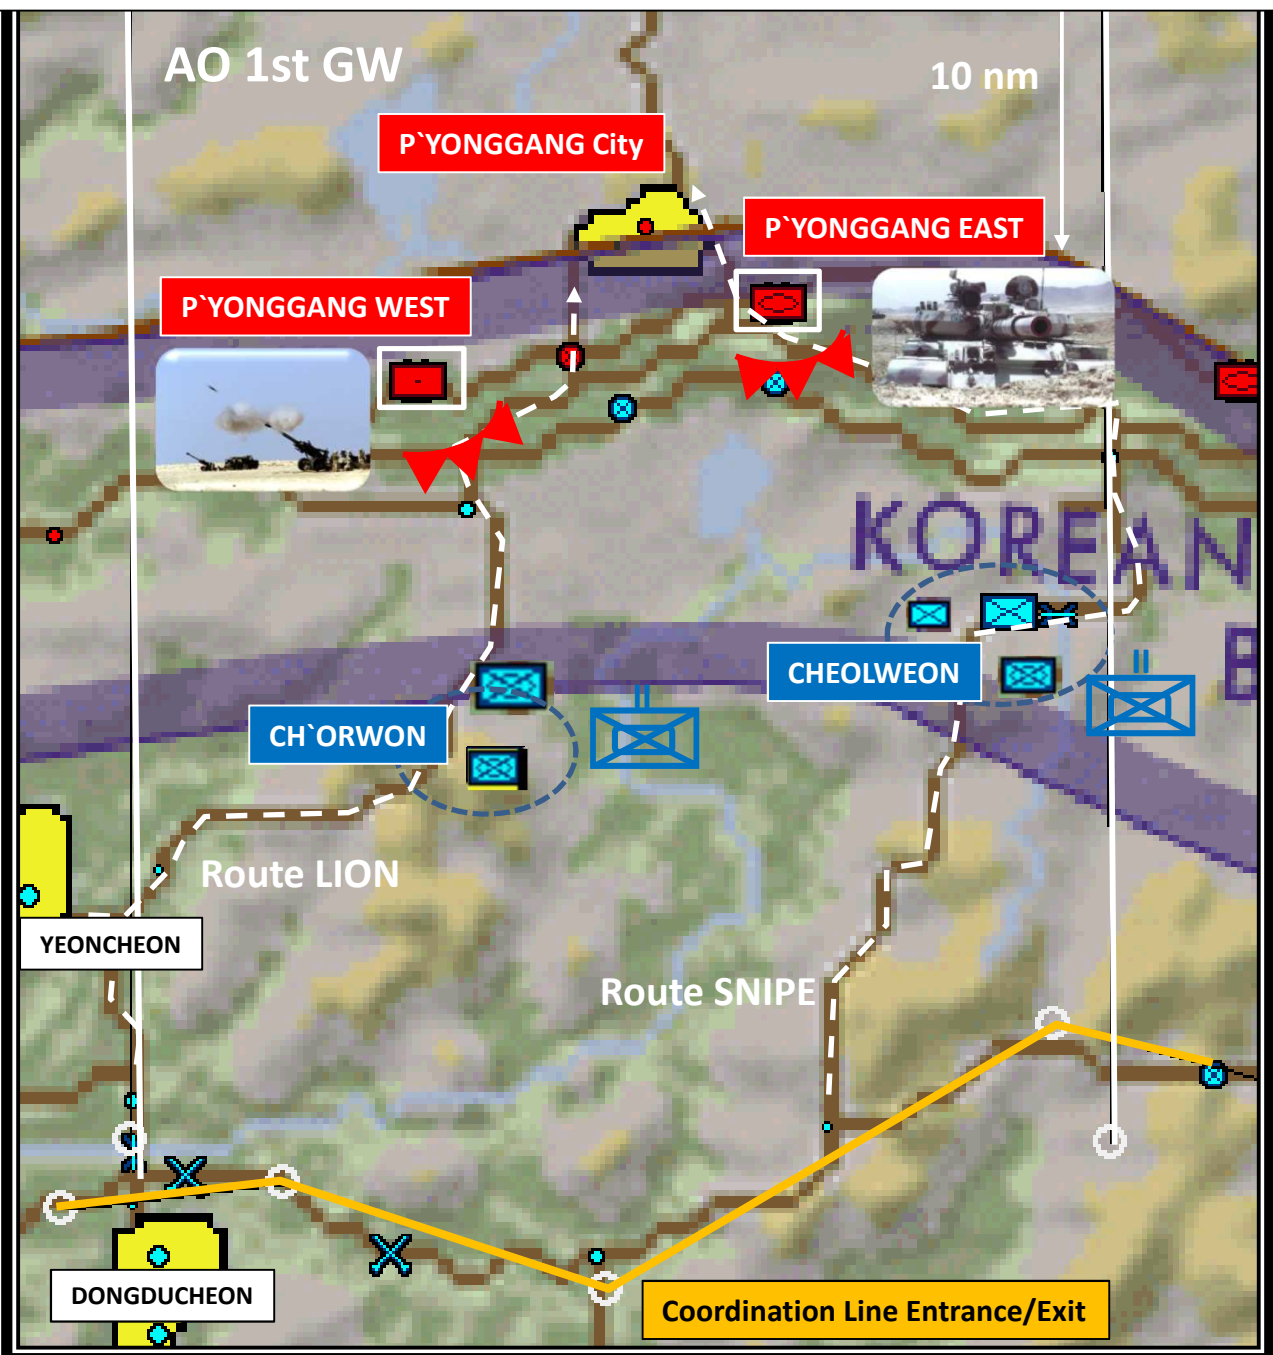 AO 1st GW
10 nm
P`YONGGANG City
P`YONGGANG EAST
P`YONGGANG WEST
KOREAN
B
CHEOLWEON
CH`ORWON
Route LION
YEONCHEON
Route SNIPE
DONGDUCHEON
Coordination Line Entrance/Exit